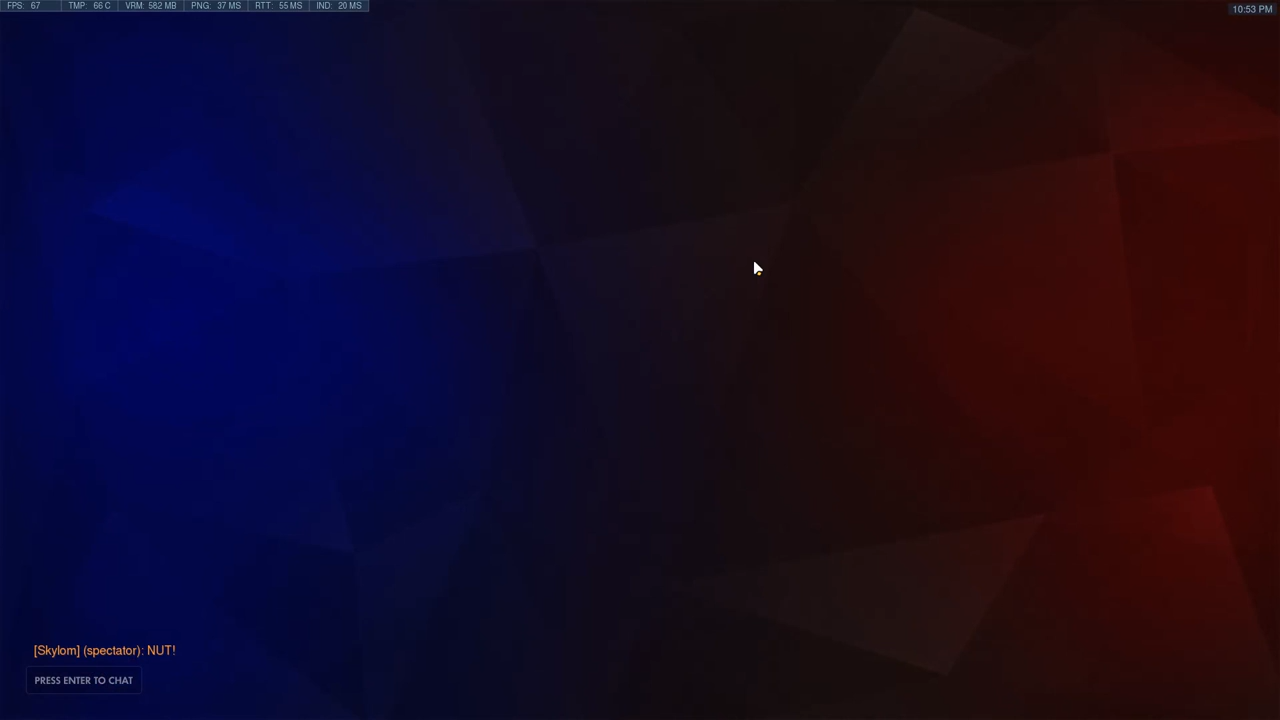 FPS: 67 TMP: 66 C VRM: 582 MB PNG: 37 MS RTT: 55 MS IND: 20 MS
10:53 PM
[Skylom] (spectator): NUT!
PRESS ENTER TO CHAT